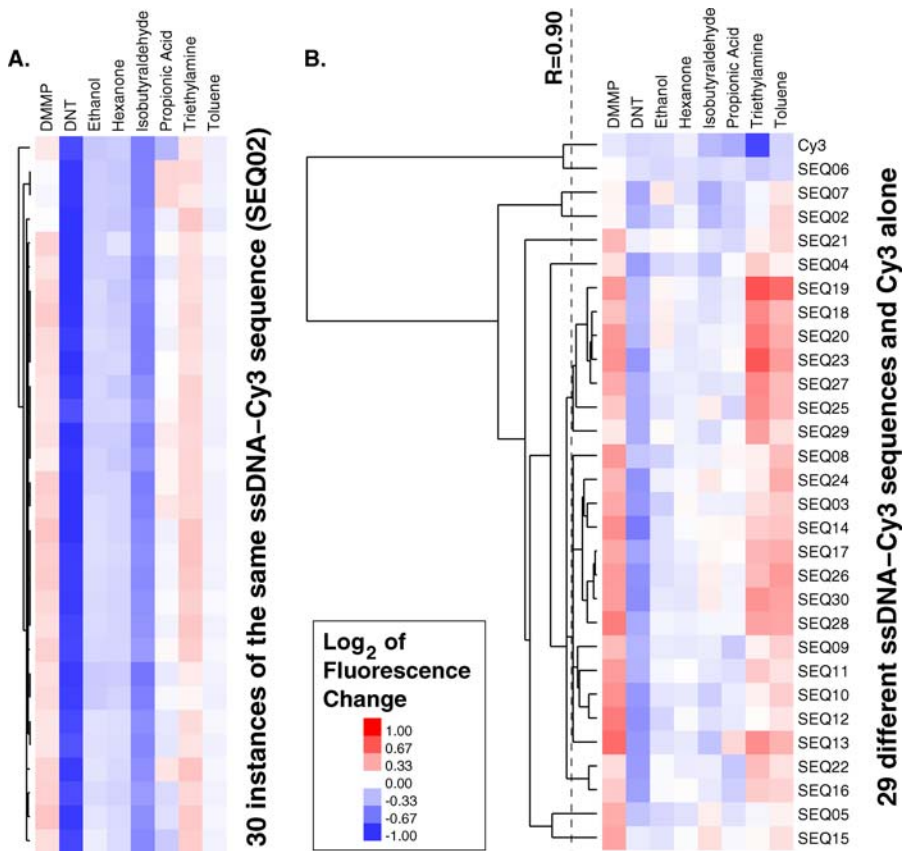 A.
DMMP
DNT
Ethanol
Hexanone
Isobutyraldehyde
Propionic Acid
Triethylamine
Toluene
30 instances of the same ssDNA-Cy3 sequence (SEQ02)
B.
R=0.90
DMMP
DNT
Ethanol
Hexanone
Isobutyraldehyde
Propionic Acid
Triethylamine
Toluene
Cy3
SEQ06
SEQ07
SEQ02
SEQ21
SEQ04
SEQ19
SEQ18
SEQ20
SEQ23
SEQ27
SEQ25
SEQ29
SEQ08
SEQ24
SEQ03
SEQ14
SEQ17
SEQ26
SEQ30
SEQ28
SEQ09
SEQ11
SEQ10
SEQ12
SEQ13
SEQ22
SEQ16
SEQ05
SEQ15
29 different ssDNA-Cy3 sequences and Cy3 alone
Log2 of
Fluorescence
Change
1.00
0.67
0.33
0.00
-0.33
-0.67
-1.00